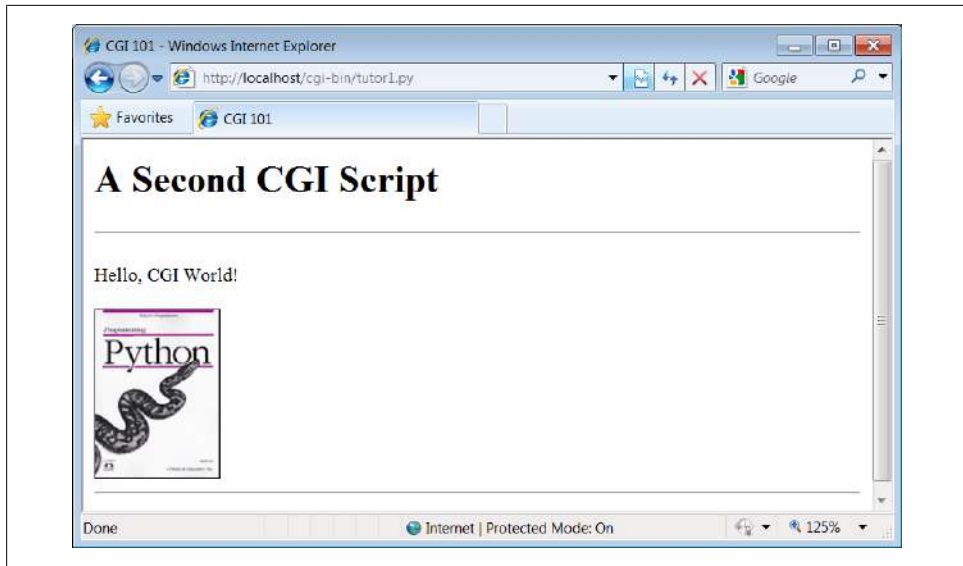 CGI 101 - Windows Internet Explorer
http://localhost/cgi-bin/tutor1.py
Google
Favorites
CGI 101
A Second CGI Script
Hello, CGI World!
Programming
Python
Done
Internet | Protected Mode: On
125%